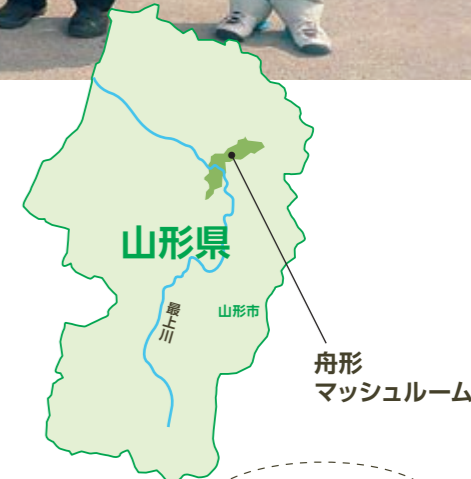 山形県
最上川
山形市
舟形
マッシュルーム